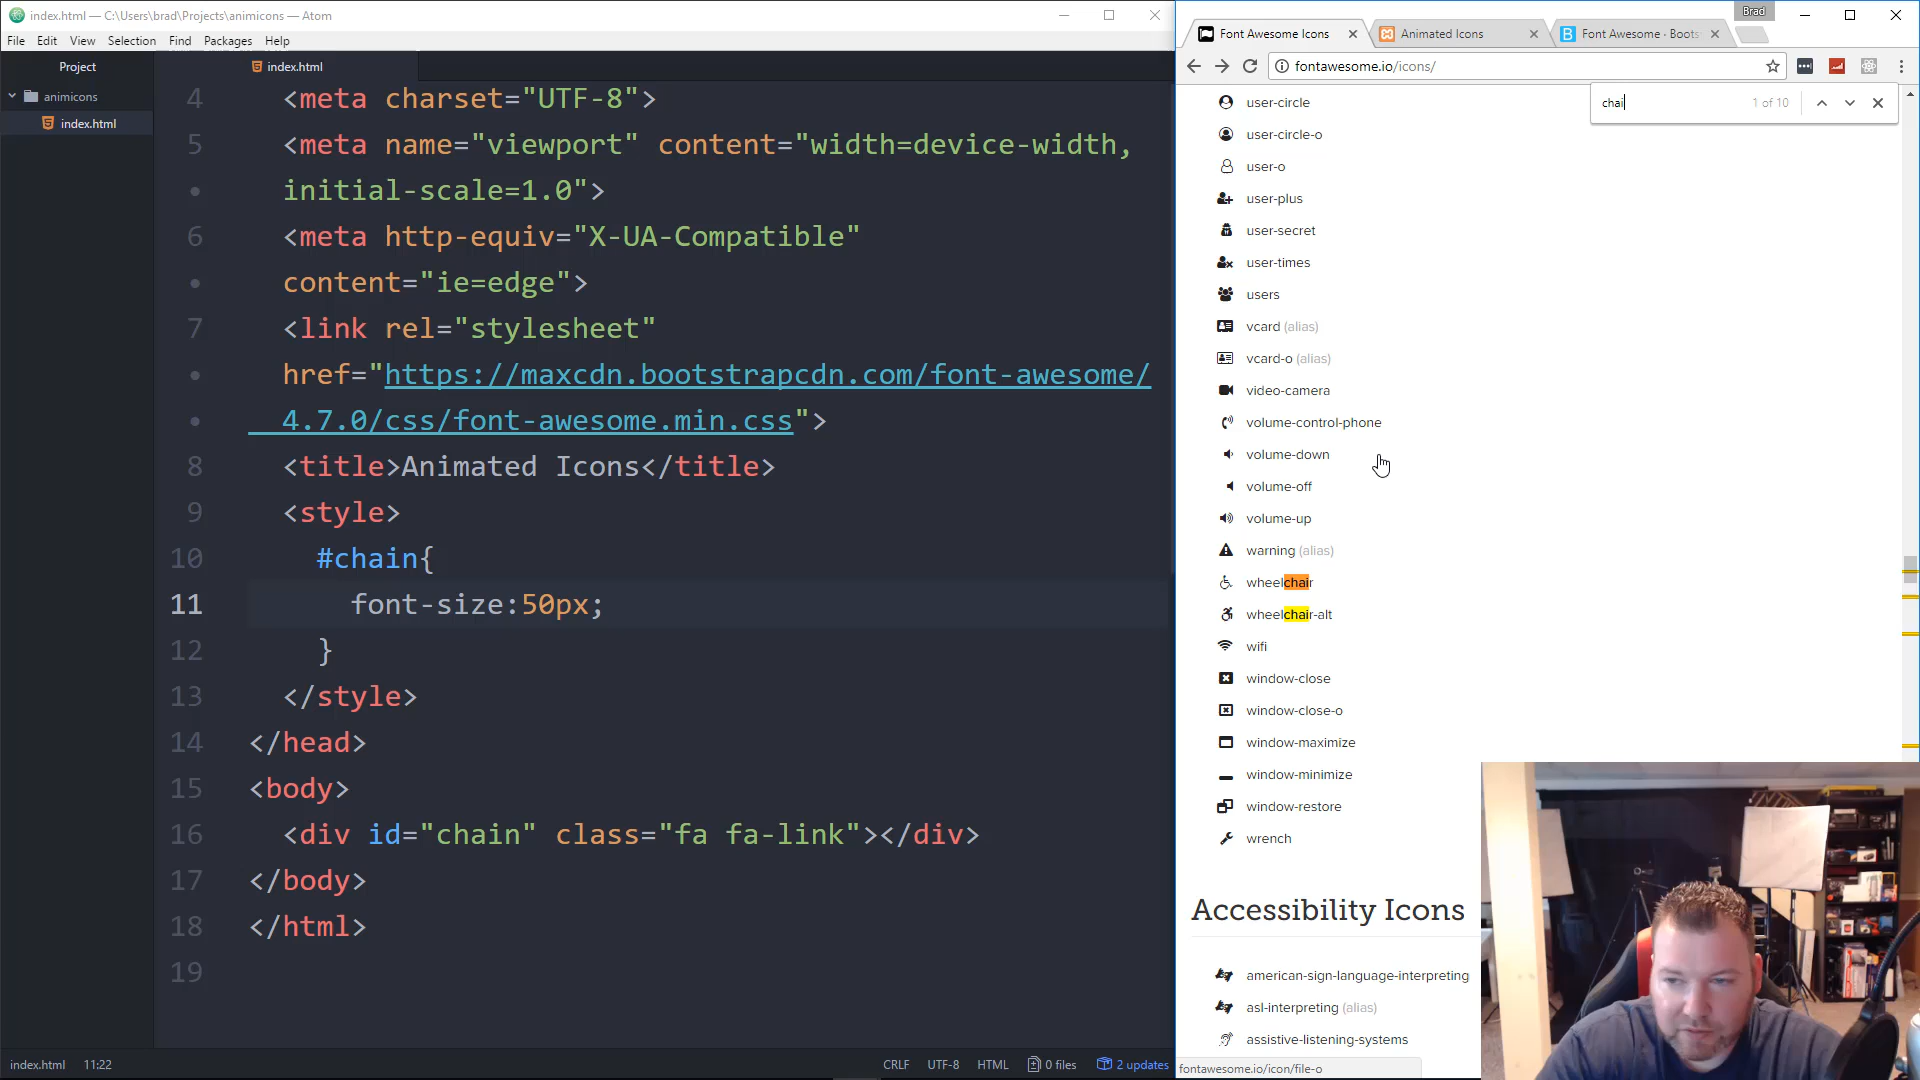 index.html — C:\Users\brad\Projects\animicons — Atom
File Edit View Selection Find Packages Help
Project
animicons
index.html
index.html
4 <meta charset="UTF-8">
5 <meta name="viewport" content="width=device-width,
• initial-scale=1.0">
6 <meta http-equiv="X-UA-Compatible"
• content="ie=edge">
7 <link rel="stylesheet"
• href="https://maxcdn.bootstrapcdn.com/font-awesome/
• 4.7.0/css/font-awesome.min.css">
8 <title>Animated Icons</title>
9 <style>
10 #chain{
11 font-size:50px;
12 }
13 </style>
14 </head>
15 <body>
16 <div id="chain" class="fa fa-link"></div>
17 </body>
18 </html>
19
index.html 11:22
CRLF UTF-8 HTML 0 files 2 updates
Brad
Font Awesome Icons
Animated Icons
Font Awesome · Boots
fontawesome.io/icons/
chai 1 of 10
user-circle
user-circle-o
user-o
user-plus
user-secret
user-times
users
vcard (alias)
vcard-o (alias)
video-camera
volume-control-phone
volume-down
volume-off
volume-up
warning (alias)
wheelchair
wheelchair-alt
wifi
window-close
window-close-o
window-maximize
window-minimize
window-restore
wrench
Accessibility Icons
american-sign-language-interpreting
asl-interpreting (alias)
assistive-listening-systems
fontawesome.io/icon/file-o